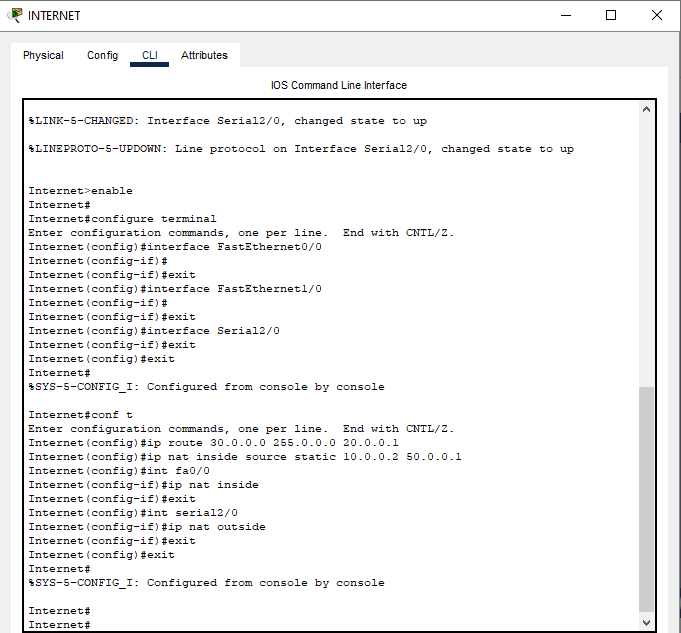 INTERNET
Physical Config CLI Attributes
IOS Command Line Interface
%LINK-5-CHANGED: Interface Serial2/0, changed state to up
%LINEPROTO-5-UPDOWN: Line protocol on Interface Serial2/0, changed state to up
Internet>enable
Internet#
Internet#configure terminal
Enter configuration commands, one per line.  End with CNTL/Z.
Internet(config)#interface FastEthernet0/0
Internet(config-if)#
Internet(config-if)#exit
Internet(config)#interface FastEthernet1/0
Internet(config-if)#
Internet(config-if)#exit
Internet(config)#interface Serial2/0
Internet(config-if)#exit
Internet(config)#exit
Internet#
%SYS-5-CONFIG_I: Configured from console by console
Internet#conf t
Enter configuration commands, one per line.  End with CNTL/Z.
Internet(config)#ip route 30.0.0.0 255.0.0.0 20.0.0.1
Internet(config)#ip nat inside source static 10.0.0.2 50.0.0.1
Internet(config)#int fa0/0
Internet(config-if)#ip nat inside
Internet(config-if)#exit
Internet(config)#int serial2/0
Internet(config-if)#ip nat outside
Internet(config-if)#exit
Internet(config)#exit
Internet#
%SYS-5-CONFIG_I: Configured from console by console
Internet#
Internet#